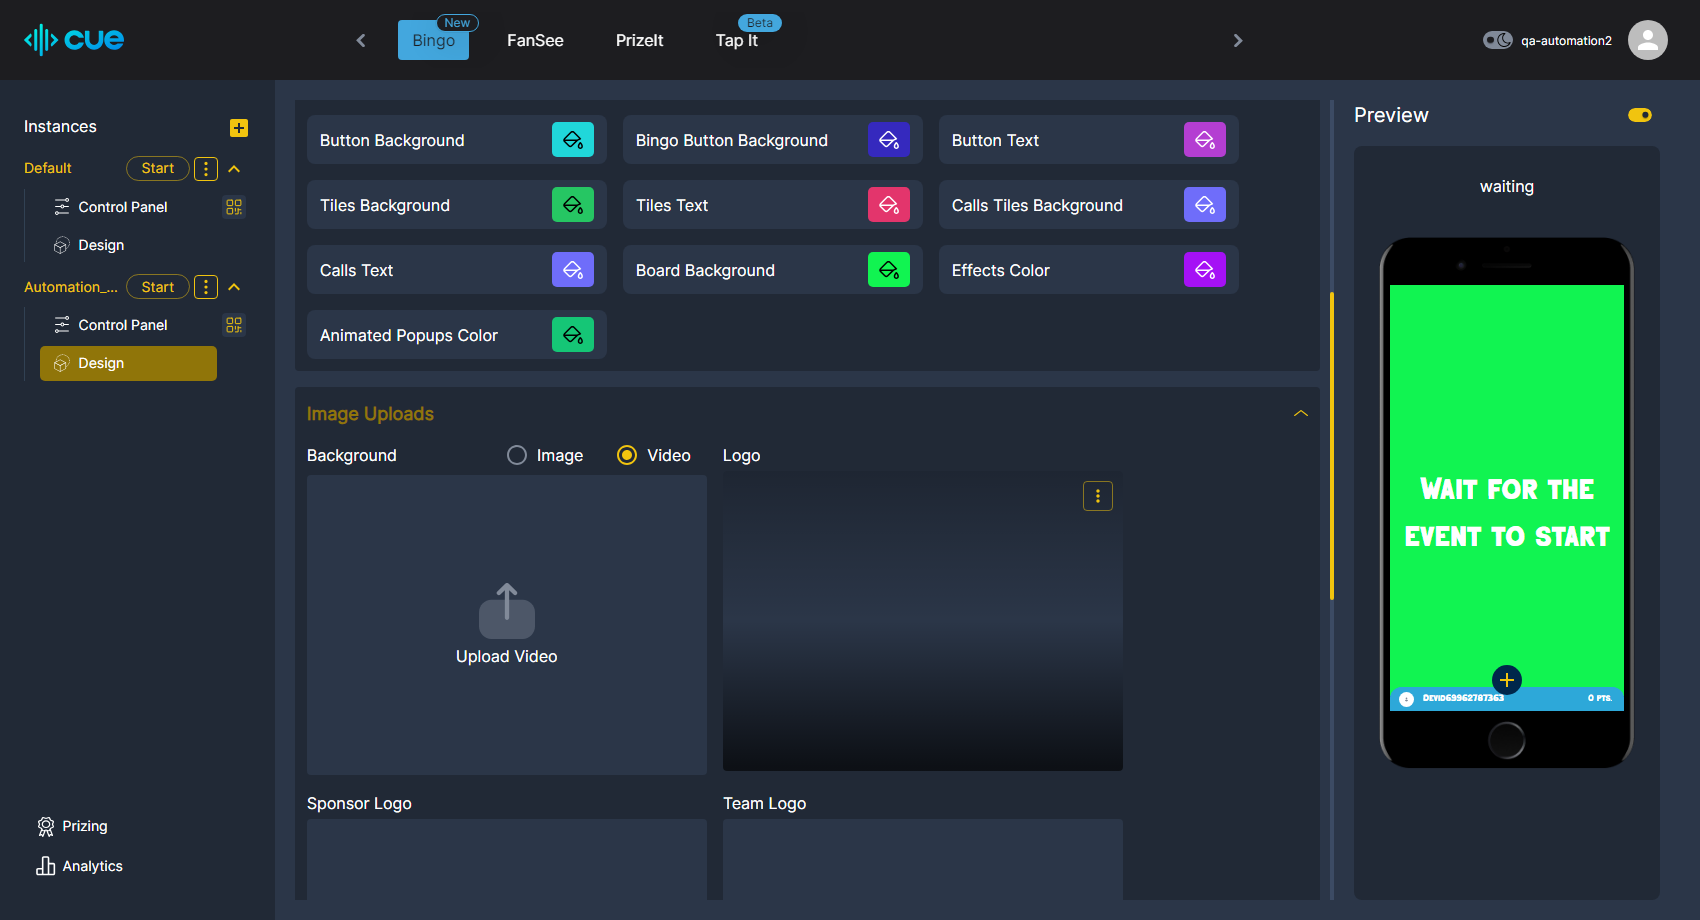 cue
Bingo
New
FanSee
PrizeIt
Tap It
Beta
qa-automation2
Instances
Default
Start
Control Panel
Design
Automation_...
Start
Control Panel
Design
Prizing
Analytics
Button Background
Bingo Button Background
Button Text
Tiles Background
Tiles Text
Calls Tiles Background
Calls Text
Board Background
Effects Color
Animated Popups Color
Image Uploads
Background
Image
Video
Logo
Upload Video
Sponsor Logo
Team Logo
Preview
waiting
WAIT FOR THE
EVENT TO START
DEVID69962787363
0 PTS.